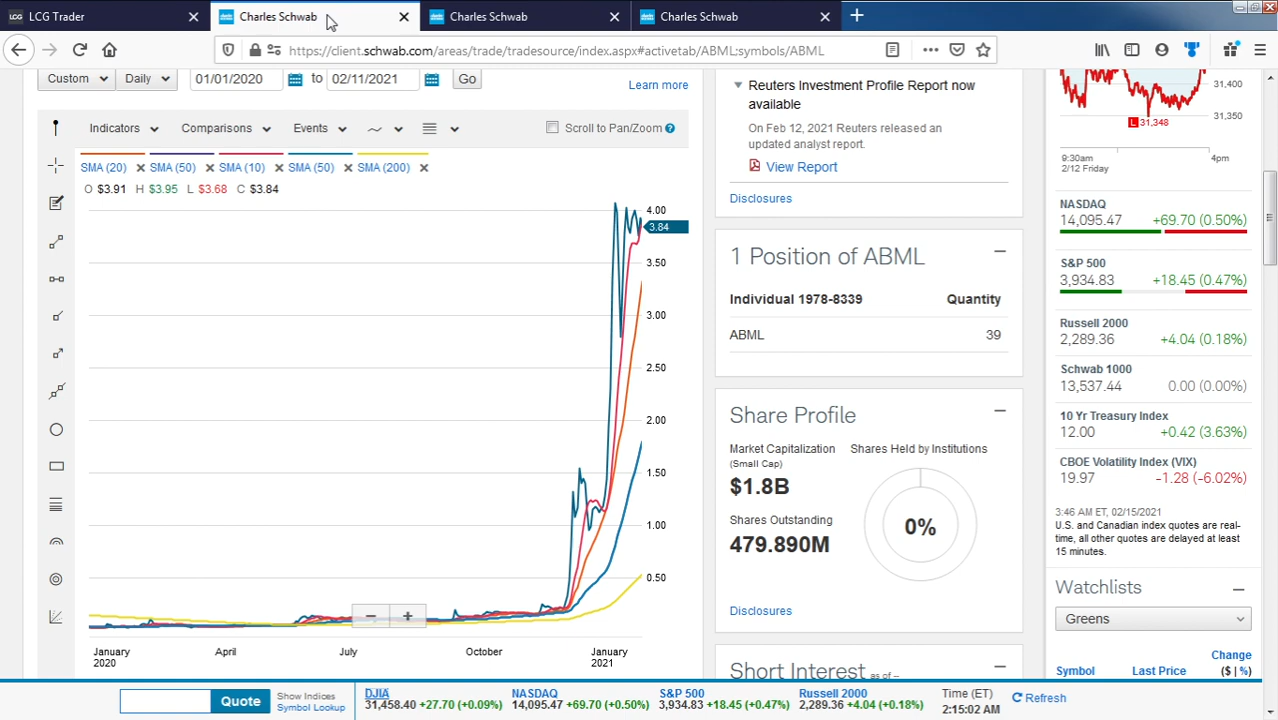 LCG LCG Trader
Charles Schwab
Charles Schwab
Charles Schwab
https://client.schwab.com/areas/trade/tradesource/index.aspx#activetab/ABML:symbols/ABML
Custom Daily 01/01/2020 to 02/11/2021 Go
Learn more
Indicators Comparisons Events Scroll to Pan/Zoom ?
SMA (20) SMA (50) SMA (10) SMA (50) SMA (200)
O $3.91 H $3.95 L $3.68 C $3.84
4.00
3.84
3.50
3.00
2.50
2.00
1.50
1.00
0.50
January 2020 April July October January 2021
Reuters Investment Profile Report now
available
On Feb 12, 2021 Reuters released an
updated analyst report.
View Report
Disclosures
1 Position of ABML
Individual 1978-8339 Quantity
ABML 39
Share Profile
Market Capitalization
(Small Cap)
$1.8B
Shares Outstanding
479.890M
Shares Held by Institutions
0%
Disclosures
Short Interest as of –
31,400
31,350
L 31,348
9:30am 4pm
2/12 Friday
NASDAQ
14,095.47 +69.70 (0.50%)
S&P 500
3,934.83 +18.45 (0.47%)
Russell 2000
2,289.36 +4.04 (0.18%)
Schwab 1000
13,537.44 0.00 (0.00%)
10 Yr Treasury Index
12.00 +0.42 (3.63%)
CBOE Volatility Index (VIX)
19.97 -1.28 (-6.02%)
3:46 AM ET, 02/15/2021
U.S. and Canadian index quotes are real-
time, all other quotes are delayed at least
15 minutes.
Watchlists
Greens
Symbol Last Price Change
($ | %)
Quote
Show Indices
Symbol Lookup
DJIA
31,458.40 +27.70 (+0.09%)
NASDAQ
14,095.47 +69.70 (+0.50%)
S&P 500
3,934.83 +18.45 (+0.47%)
Russell 2000
2,289.36 +4.04 (+0.18%)
Time (ET)
2:15:02 AM
Refresh